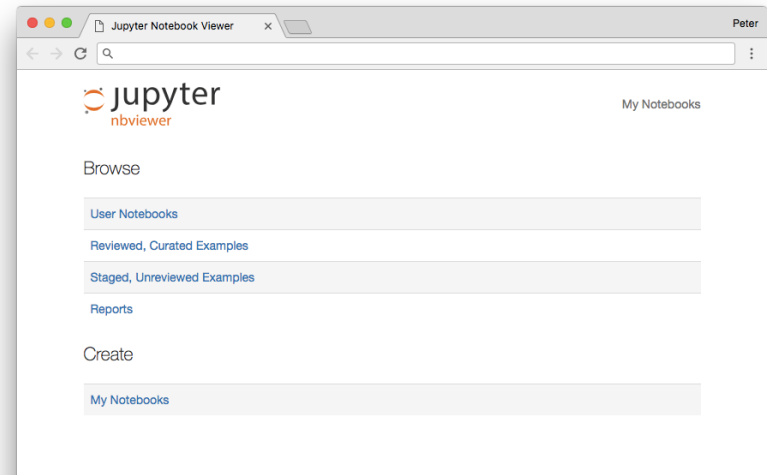 Jupyter Notebook Viewer
Peter
jupyter
nbviewer
My Notebooks
Browse
User Notebooks
Reviewed, Curated Examples
Staged, Unreviewed Examples
Reports
Create
My Notebooks